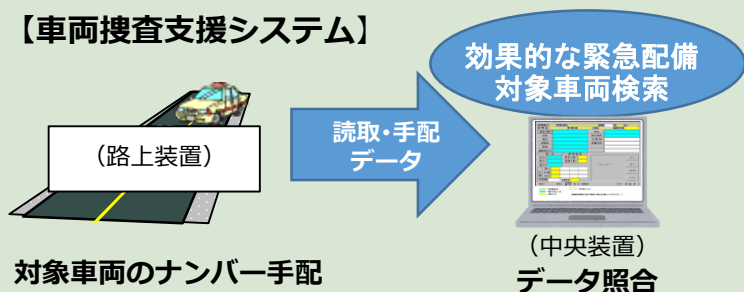 【車両捜査支援システム】
効果的な緊急配備
対象車両検索
(路上装置)
読取・手配
データ
(中央装置)
対象車両のナンバー手配
データ照合